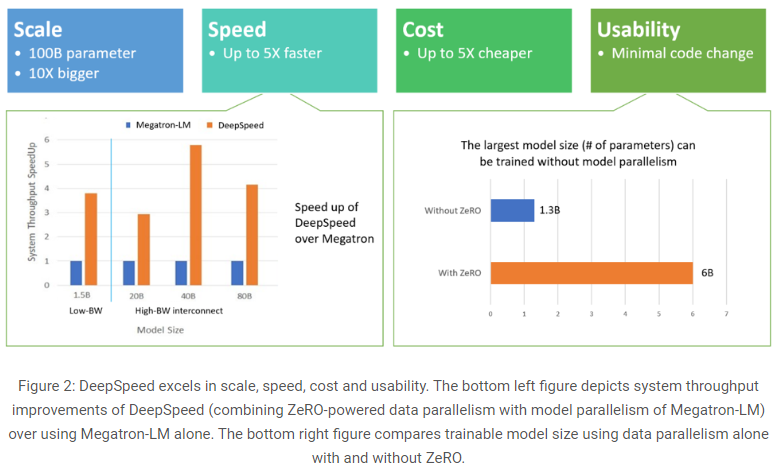 Scale
• 100B parameter
• 10X bigger
Speed
• Up to 5X faster
Cost
• Up to 5X cheaper
Usability
• Minimal code change
Megatron-LM DeepSpeed
System Throughput SpeedUp
6
5
4
3
2
1
0
1.5B 20B 40B 80B
Low-BW High-BW interconnect
Model Size
Speed up of
DeepSpeed
over Megatron
The largest model size (# of parameters) can
be trained without model parallelism
Without ZeRO 1.3B
With ZeRO 6B
0 1 2 3 4 5 6 7
Figure 2: DeepSpeed excels in scale, speed, cost and usability. The bottom left figure depicts system throughput
improvements of DeepSpeed (combining ZeRO-powered data parallelism with model parallelism of Megatron-LM)
over using Megatron-LM alone. The bottom right figure compares trainable model size using data parallelism alone
with and without ZeRO.